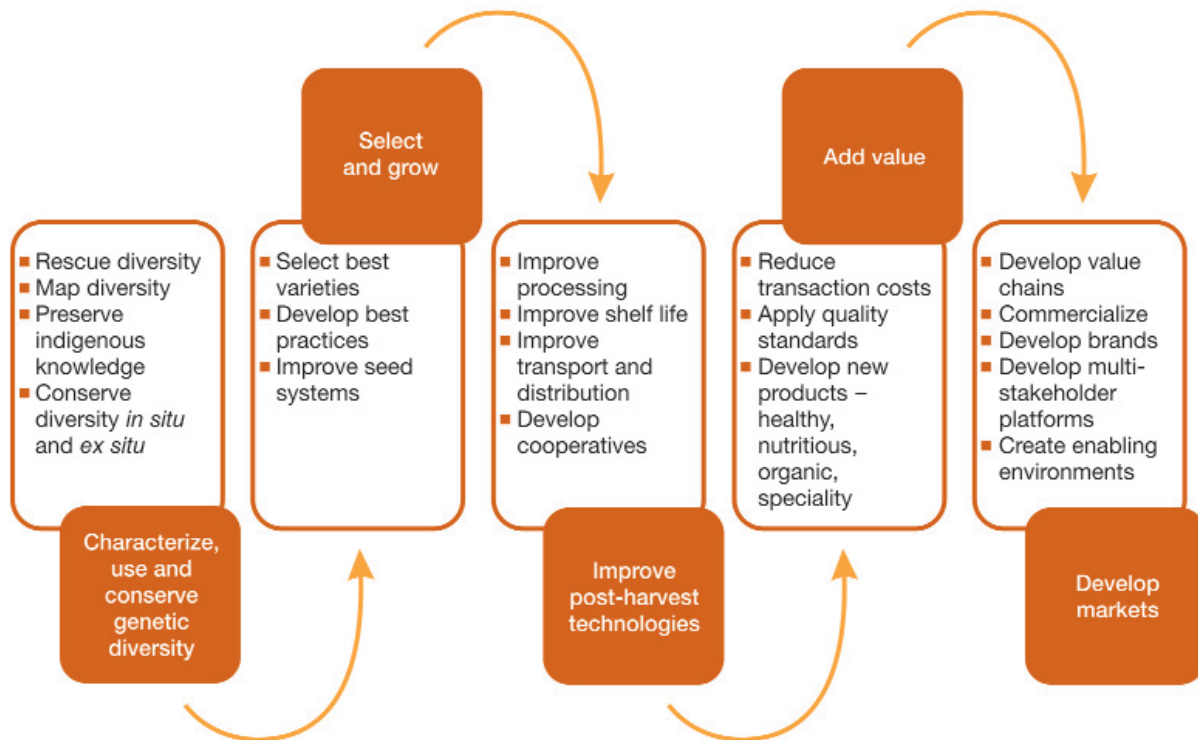 Select
and grow
Add value
Rescue diversity
Map diversity
Preserve
indigenous
knowledge
Conserve
diversity in situ
and ex situ
Characterize,
use and
conserve
genetic
diversity
Select best
varieties
Develop best
practices
Improve seed
systems
Improve
processing
Improve shelf life
Improve
transport and
distribution
Develop
cooperatives
Improve
post-harvest
technologies
Reduce
transaction costs
Apply quality
standards
Develop new
products –
healthy,
nutritious,
organic,
speciality
Develop value
chains
Commercialize
Develop brands
Develop multi-
stakeholder
platforms
Create enabling
environments
Develop
markets